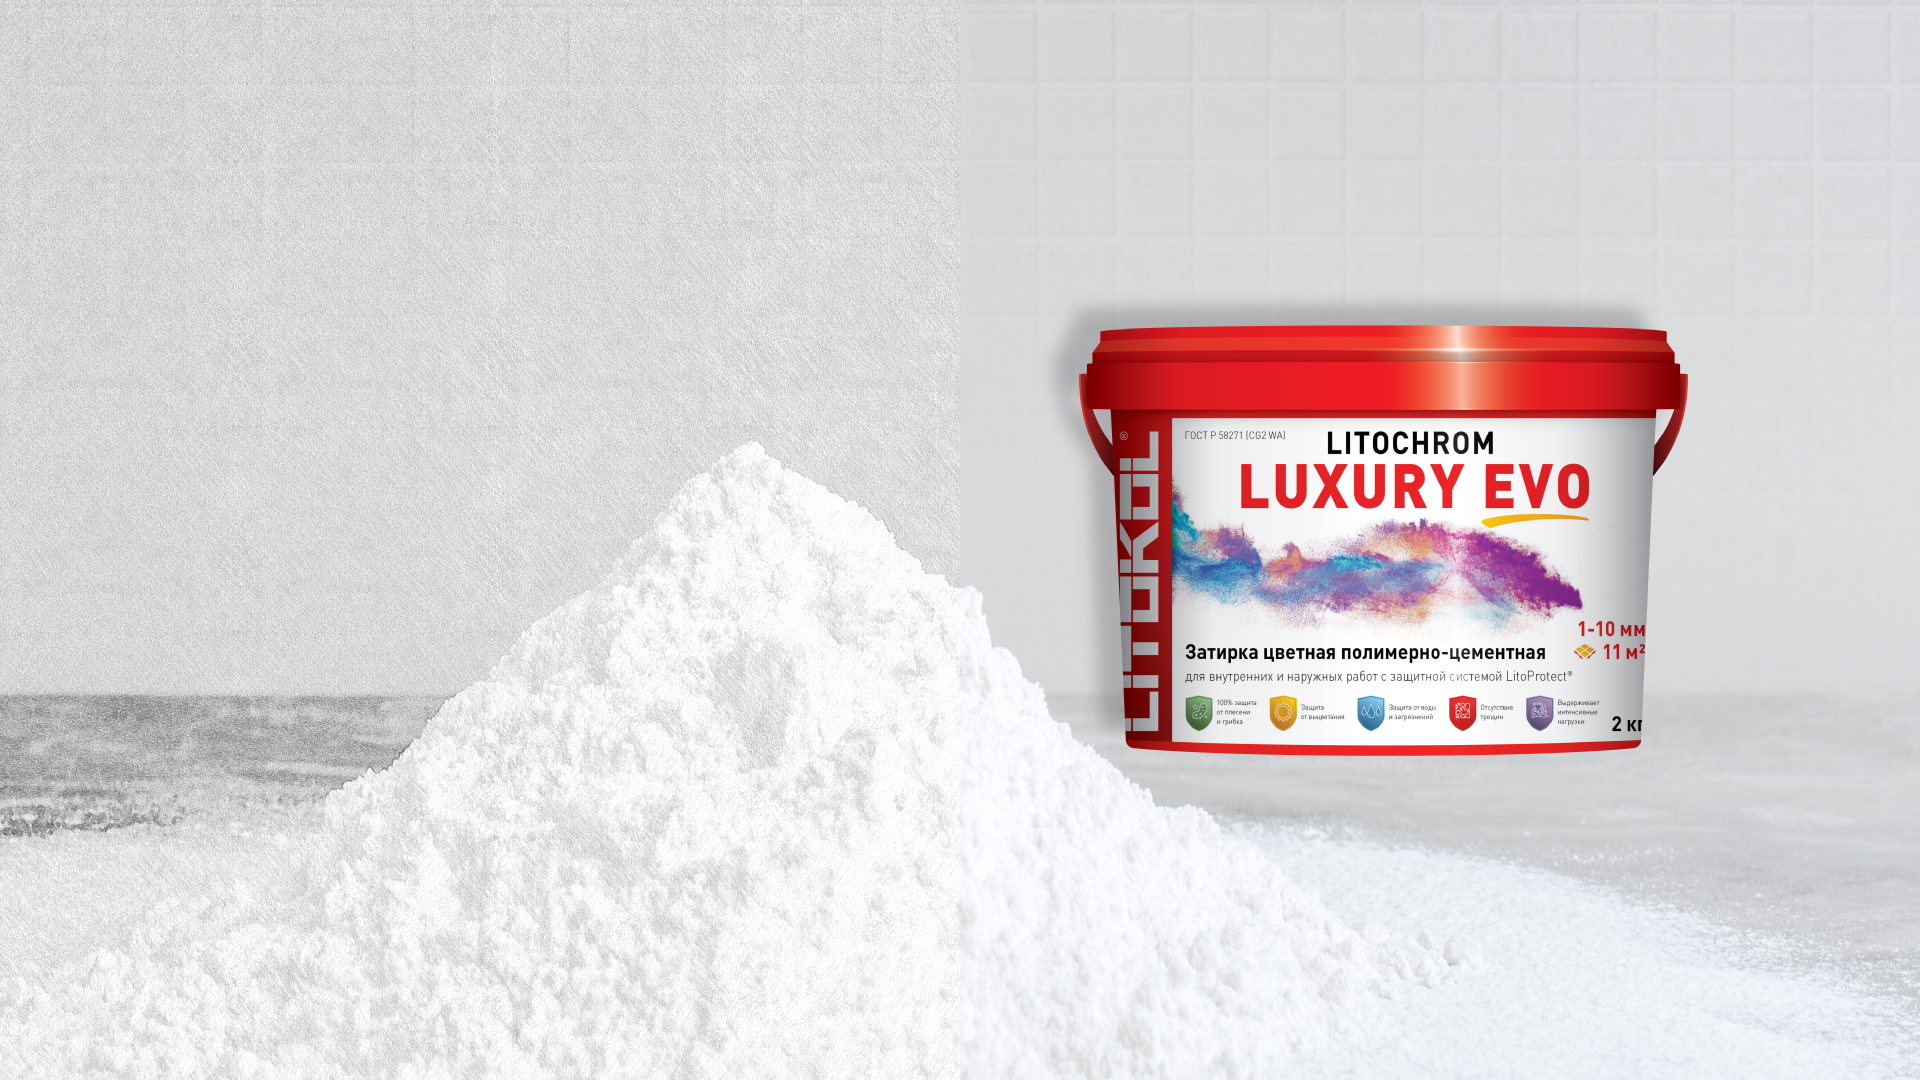 LITOKOL®
ГОСТ Р 58271 (CG2 WA)
LITOCHROM
LUXURY EVO
1-10 мм
11 м²
Затирка цветная полимерно-цементная
для внутренних и наружных работ с защитной системой LitoProtect®
100% защита
от плесени
и грибка
Защита
от выцветания
Защита от воды
и загрязнений
Отсутствие
трещин
Выдерживает
интенсивные
нагрузки
2 кг